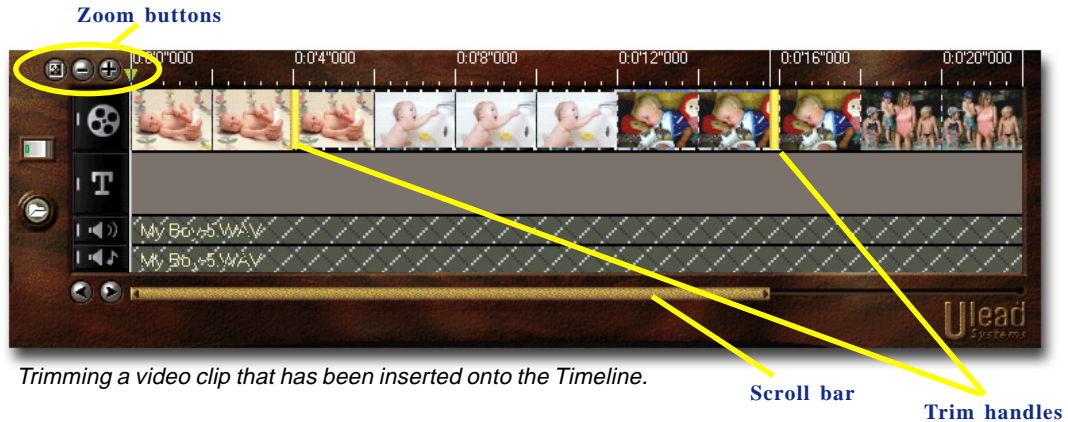 Zoom buttons
0:0'0"000 0:0'4"000 0:0'8"000 0:0'12"000 0:0'16"000 0:0'20"000
T
My Boy-5.WAV
My Boy-5.WAV
Ulead
Systems
Trimming a video clip that has been inserted onto the Timeline.
Scroll bar
Trim handles